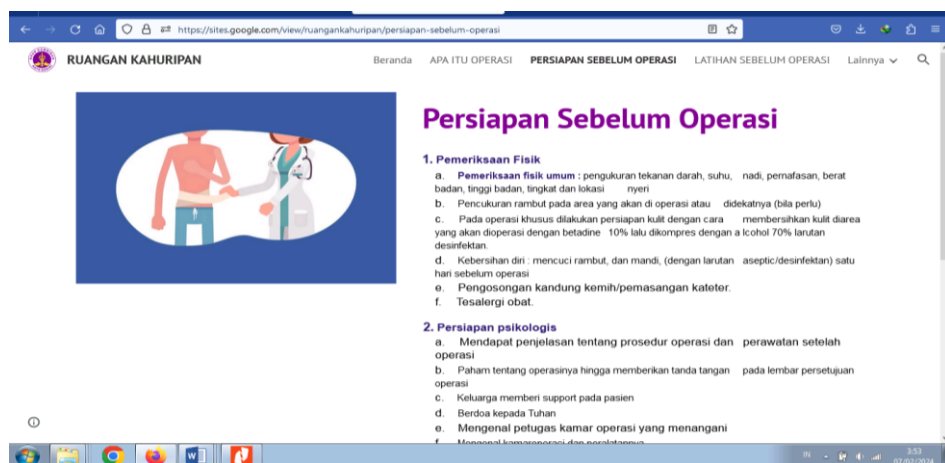 https://sites.google.com/view/ruangankahuripan/persiapan-sebelum-operasi
RUANGAN KAHURIPAN
Beranda
APA ITU OPERASI
PERSIAPAN SEBELUM OPERASI
LATIHAN SEBELUM OPERASI
Lainnya
Persiapan Sebelum Operasi
1. Pemeriksaan Fisik
a. Pemeriksaan fisik umum : pengukuran tekanan darah, suhu, nadi, pernafasan, berat
badan, tinggi badan, tingkat dan lokasi nyeri
b. Pencukuran rambut pada area yang akan di operasi atau didekatnya (bila perlu)
c. Pada operasi khusus dilakukan persiapan kulit dengan cara membersihkan kulit diarea
yang akan dioperasi dengan betadine 10% lalu dikompres dengan a lcohol 70% larutan
desinfektan.
d. Kebersihan diri : mencuci rambut, dan mandi, (dengan larutan aseptic/desinfektan) satu
hari sebelum operasi
e. Pengosongan kandung kemih/pemasangan kateter.
f. Tesalergi obat.
2. Persiapan psikologis
a. Mendapat penjelasan tentang prosedur operasi dan perawatan setelah
operasi
b. Paham tentang operasinya hingga memberikan tanda tangan pada lembar persetujuan
operasi
c. Keluarga memberi support pada pasien
d. Berdoa kepada Tuhan
e. Mengenal petugas kamar operasi yang menangani
f. Mengenal kamaroperasi dan peralatannya
IN
3:53
07/02/2024